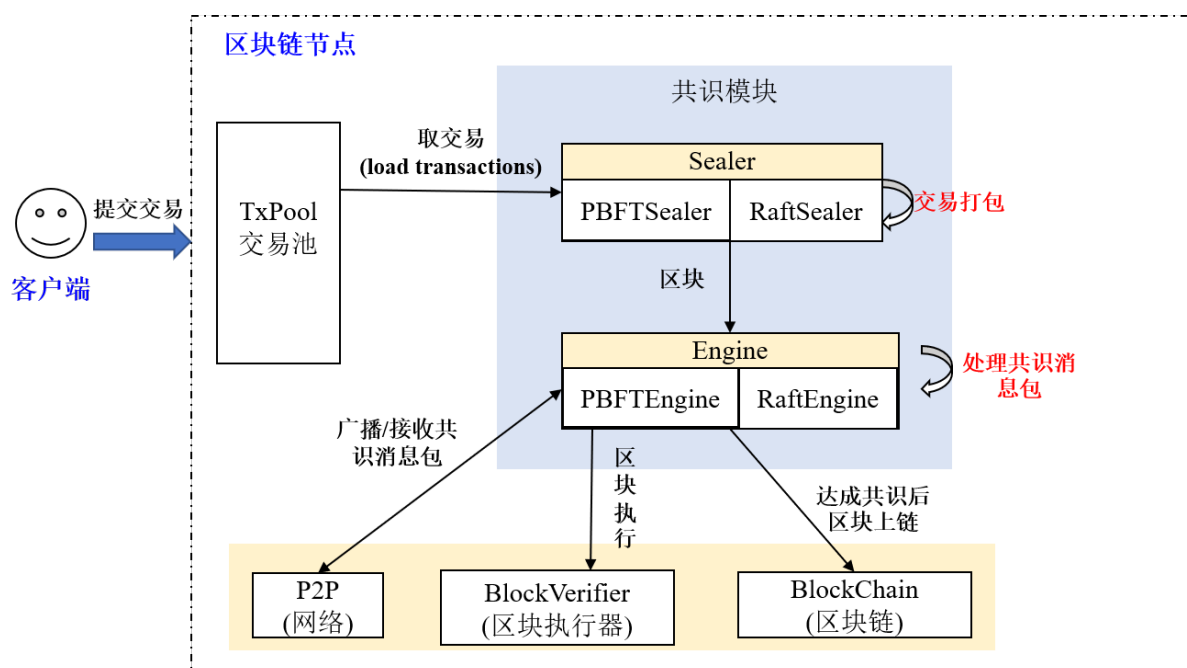 区块链节点
共识模块
取交易
(load transactions)
Sealer
PBFTSealer
RaftSealer
交易打包
TxPool
交易池
提交交易
客户端
区块
Engine
PBFTEngine
RaftEngine
处理共识消
息包
广播/接收共
识消息包
区
块
执
行
达成共识后
区块上链
P2P
(网络)
BlockVerifier
(区块执行器)
BlockChain
(区块链)